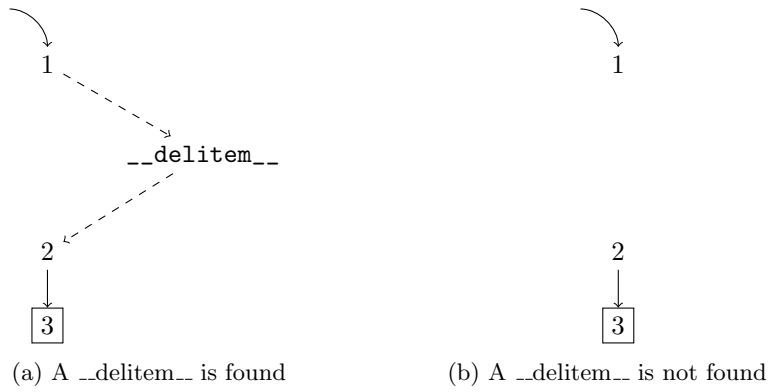 1 1
__delitem__
2 2
3 3
(a) A __delitem__ is found (b) A __delitem__ is not found